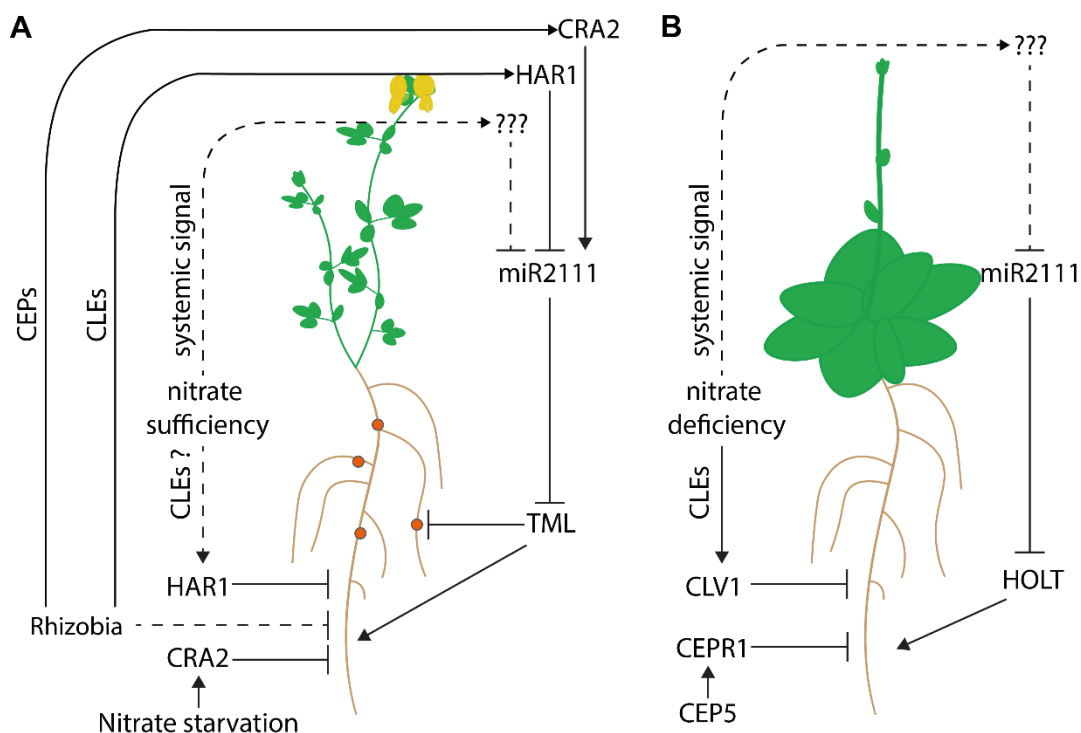 A
CRA2
HAR1
???
miR2111
CEPs
CLEs
systemic signal
nitrate
sufficiency
CLEs ?
TML
HAR1
Rhizobia
CRA2
Nitrate starvation
B
???
miR2111
systemic signal
nitrate
deficiency
CLEs
CLV1
HOLT
CEPR1
CEP5